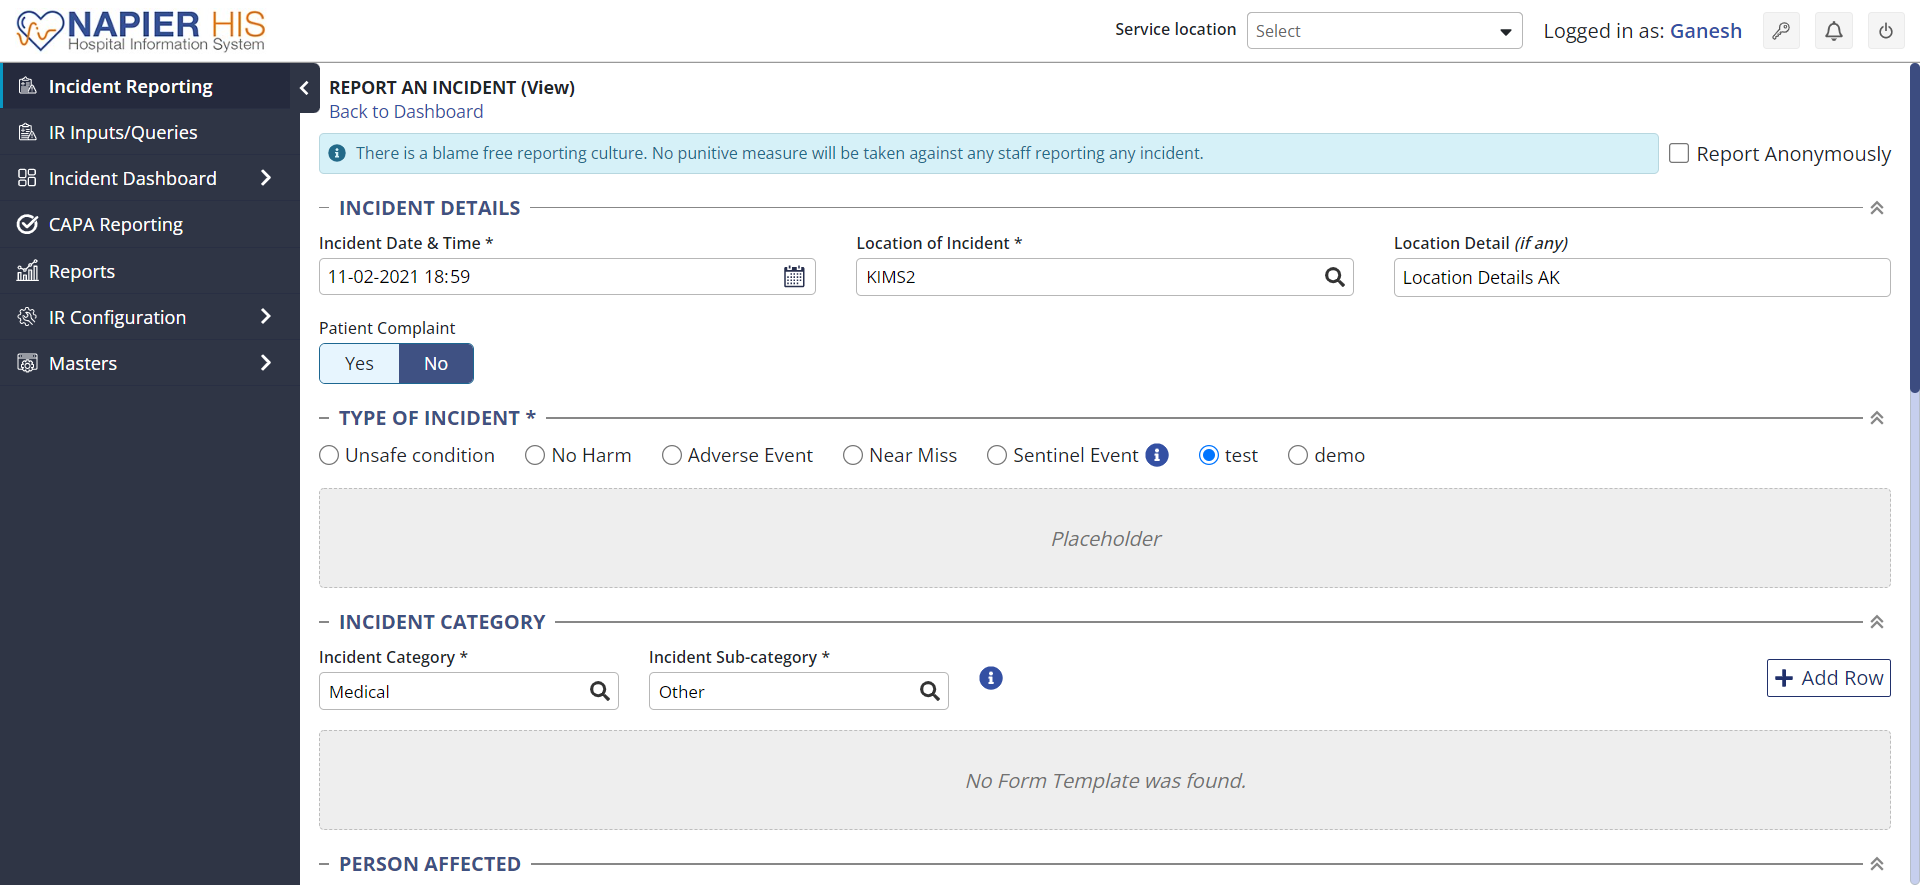 NAPIER HIS
Hospital Information System
Service location
Select
Logged in as: Ganesh
Incident Reporting
IR Inputs/Queries
Incident Dashboard
CAPA Reporting
Reports
IR Configuration
Masters
REPORT AN INCIDENT (View)
Back to Dashboard
There is a blame free reporting culture. No punitive measure will be taken against any staff reporting any incident.
Report Anonymously
INCIDENT DETAILS
Incident Date & Time *
Location of Incident *
Location Detail (if any)
11-02-2021 18:59
KIMS2
Location Details AK
Patient Complaint
Yes
No
TYPE OF INCIDENT *
Unsafe condition
No Harm
Adverse Event
Near Miss
Sentinel Event
test
demo
Placeholder
INCIDENT CATEGORY
Incident Category *
Incident Sub-category *
Medical
Other
Add Row
No Form Template was found.
PERSON AFFECTED